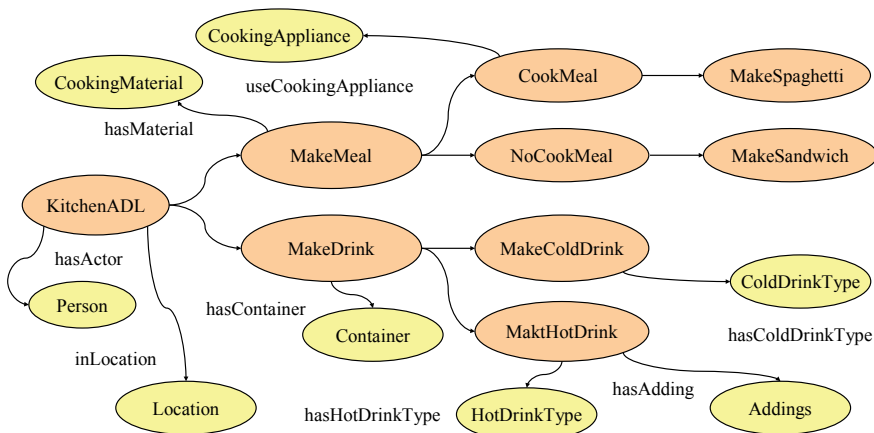 CookingAppliance
CookingMaterial
useCookingAppliance
CookMeal
MakeSpaghetti
hasMaterial
MakeMeal
NoCookMeal
MakeSandwich
KitchenADL
MakeDrink
MakeColdDrink
hasActor
ColdDrinkType
Person
hasContainer
Container
MaktHotDrink
hasColdDrinkType
inLocation
hasAdding
Location
hasHotDrinkType
HotDrinkType
Addings